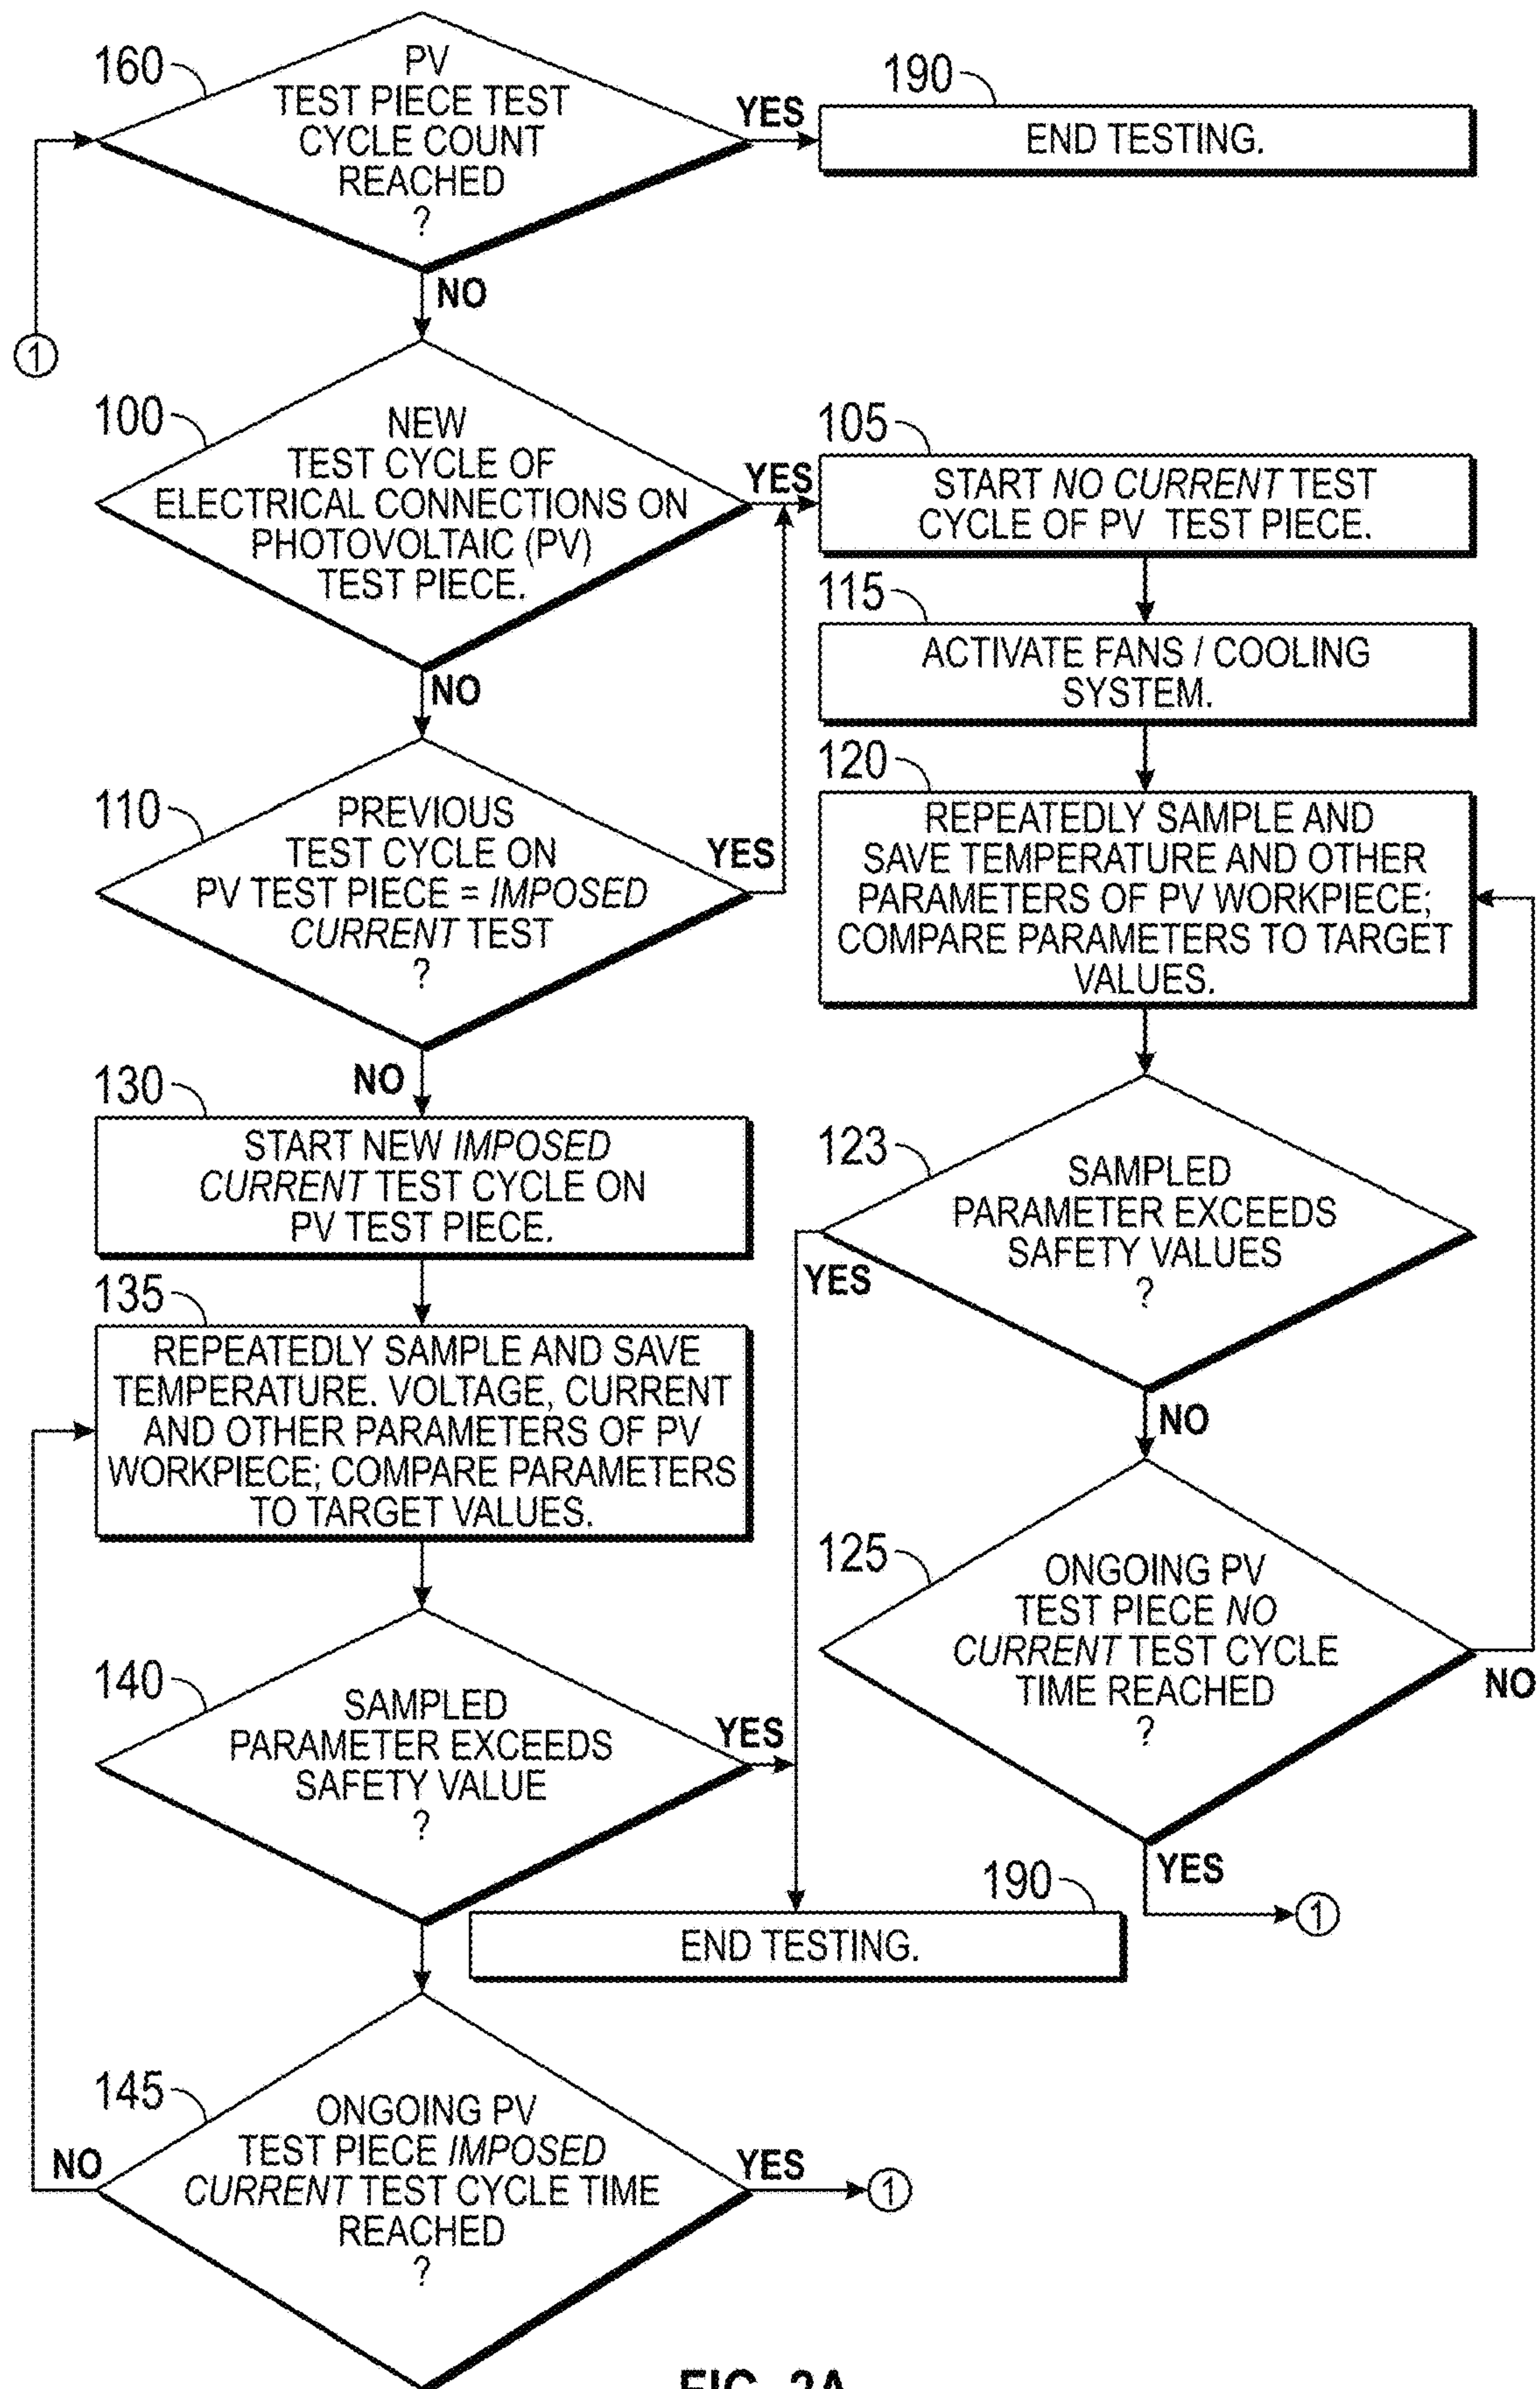 160
PV
TEST PIECE TEST
CYCLE COUNT
REACHED
?
YES
190
END TESTING.
NO
1
100
NEW
TEST CYCLE OF
ELECTRICAL CONNECTIONS ON
PHOTOVOLTAIC (PV)
TEST PIECE.
YES
105
START NO CURRENT TEST
CYCLE OF PV TEST PIECE.
NO
115
ACTIVATE FANS / COOLING
SYSTEM.
110
PREVIOUS
TEST CYCLE ON
PV TEST PIECE = IMPOSED
CURRENT TEST
?
YES
120
REPEATEDLY SAMPLE AND
SAVE TEMPERATURE AND OTHER
PARAMETERS OF PV WORKPIECE;
COMPARE PARAMETERS TO TARGET
VALUES.
NO
130
START NEW IMPOSED
CURRENT TEST CYCLE ON
PV TEST PIECE.
123
SAMPLED
PARAMETER EXCEEDS
SAFETY VALUES
?
YES
NO
135
REPEATEDLY SAMPLE AND SAVE
TEMPERATURE. VOLTAGE, CURRENT
AND OTHER PARAMETERS OF PV
WORKPIECE; COMPARE PARAMETERS
TO TARGET VALUES.
125
ONGOING PV
TEST PIECE NO
CURRENT TEST CYCLE
TIME REACHED
?
NO
YES
1
140
SAMPLED
PARAMETER EXCEEDS
SAFETY VALUE
?
YES
190
END TESTING.
145
ONGOING PV
TEST PIECE IMPOSED
CURRENT TEST CYCLE TIME
REACHED
?
NO
YES
1